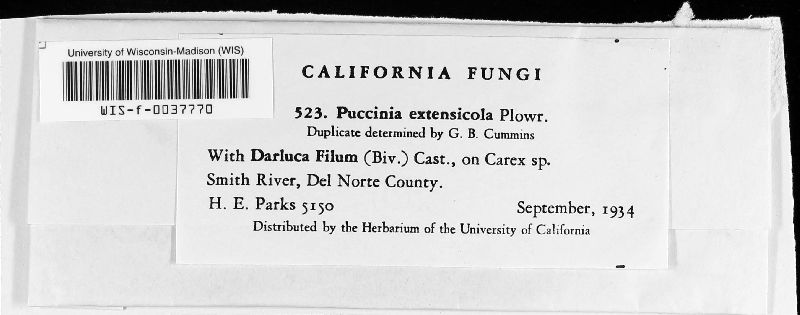 University of Wisconsin-Madison (WIS)
WIS-f-0037770
CALIFORNIA FUNGI
523. Puccinia extensicola Plowr.
Duplicate determined by G. B. Cummins
With Darluca Filum (Biv.) Cast., on Carex sp.
Smith River, Del Norte County.
H. E. Parks 5150 September, 1934
Distributed by the Herbarium of the University of California